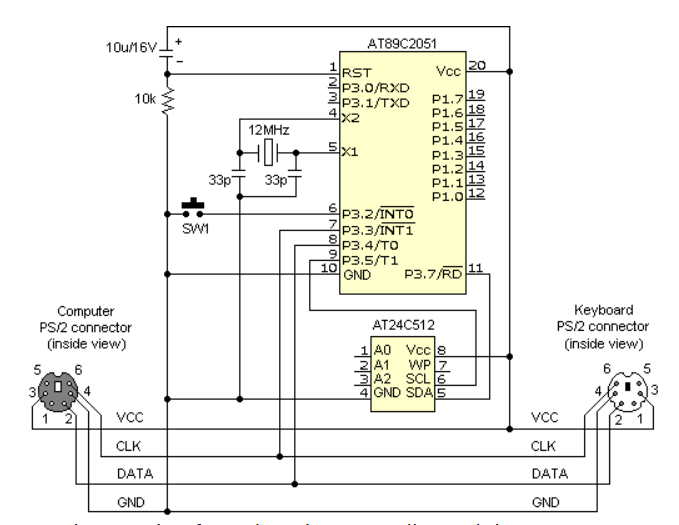 10u/16V
+
−
AT89C2051
10k
1 RST
2 P3.0/RXD
3 P3.1/TXD
4 X2
5 X1
6 P3.2/INT0
7 P3.3/INT1
8 P3.4/T0
9 P3.5/T1
10 GND
Vcc 20
P1.7 19
P1.6 18
P1.5 17
P1.4 16
P1.3 15
P1.2 14
P1.1 13
P1.0 12
P3.7/RD 11
12MHz
33p
33p
SW1
AT24C512
1 A0
2 A1
3 A2
4 GND
Vcc 8
WP 7
SCL 6
SDA 5
Computer
PS/2 connector
(inside view)
5 6
3 4
1 2
Keyboard
PS/2 connector
(inside view)
6 5
4 3
2 1
VCC VCC
CLK CLK
DATA DATA
GND GND